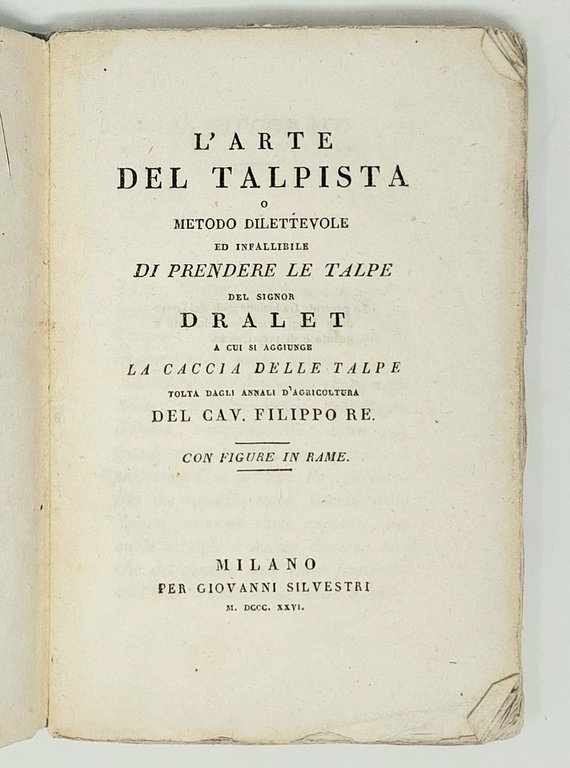 L'ARTE
DEL TALPISTA
O
METODO DILETTEVOLE
ED INFALLIBILE
DI PRENDERE LE TALPE
DEL SIGNOR
DRALET
A CUI SI AGGIUNGE
LA CACCIA DELLE TALPE
TOLTA DAGLI ANNALI D'AGRICOLTURA
DEL CAV. FILIPPO RE.
CON FIGURE IN RAME.
MILANO
PER GIOVANNI SILVESTRI
M. DCCC. XXVI.